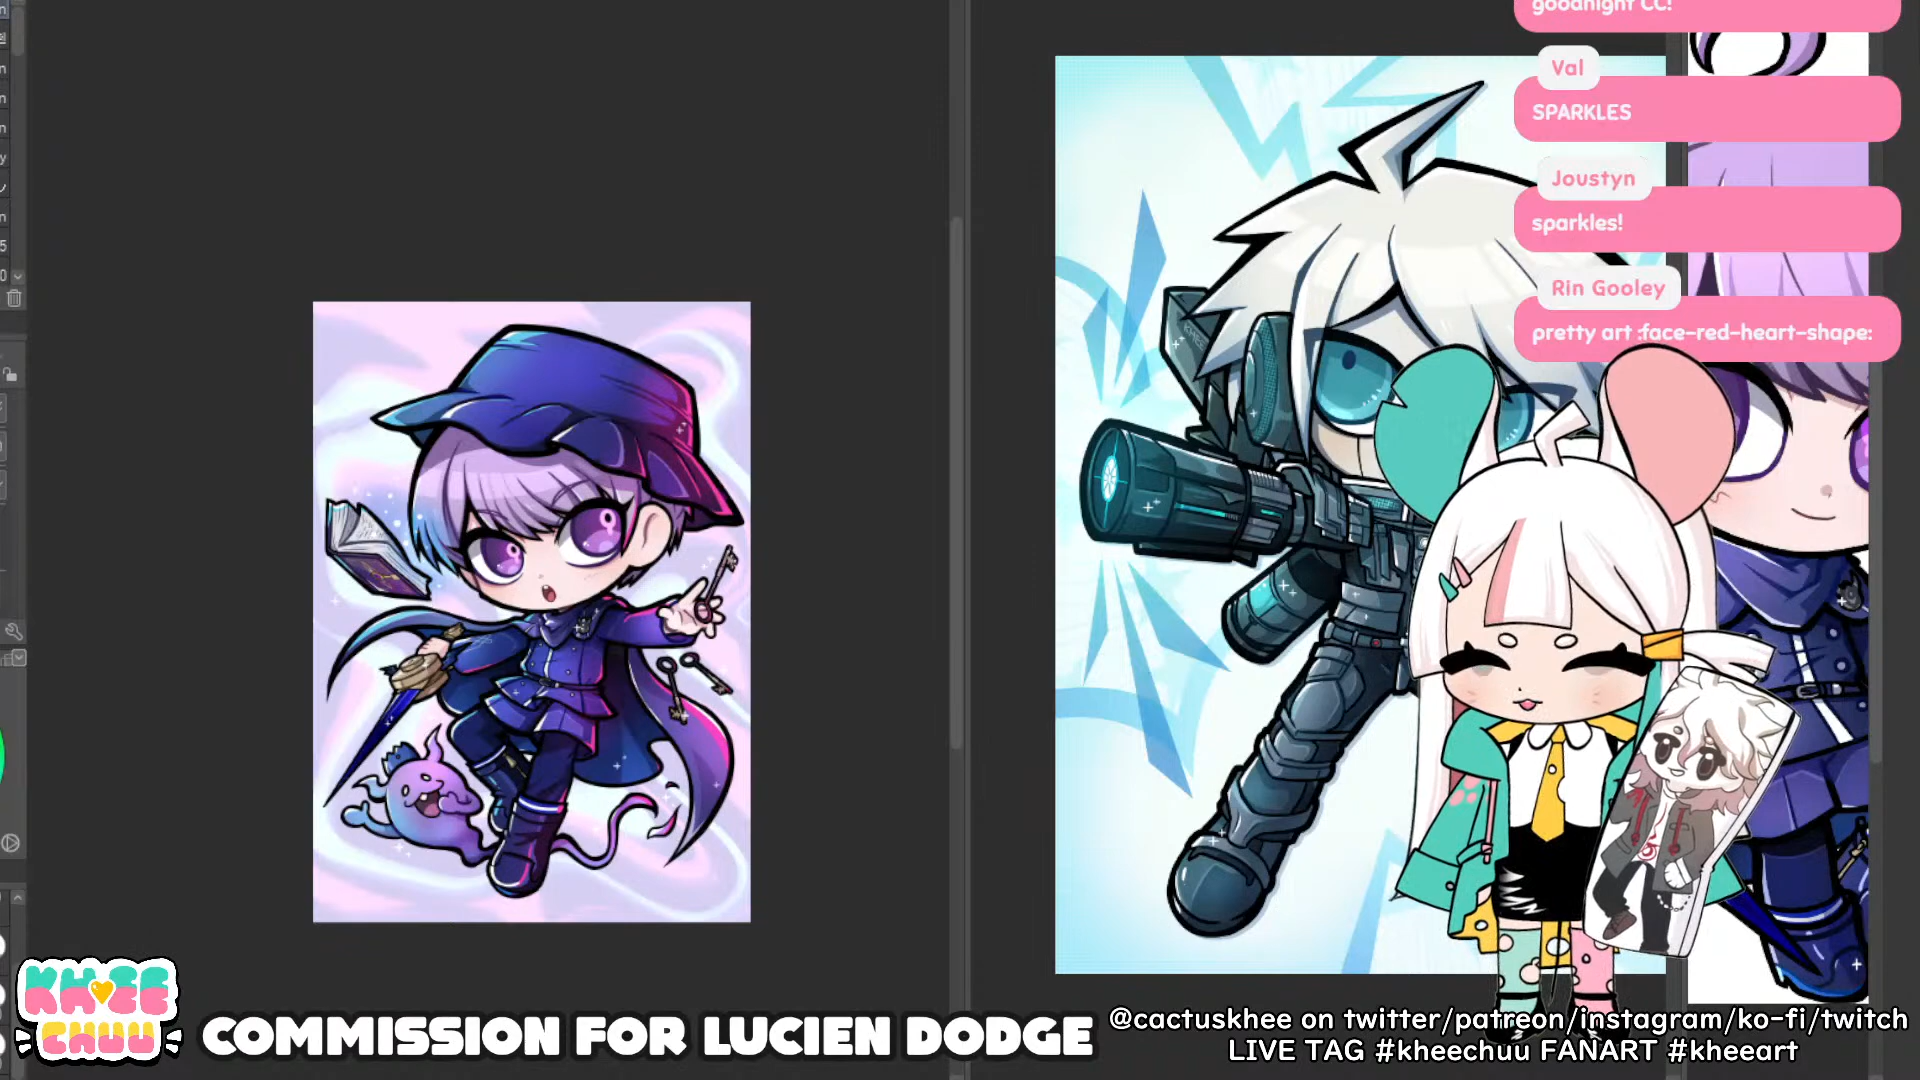 goodnight CC!
Val
SPARKLES
Joustyn
sparkles!
Rin Gooley
pretty art :face-red-heart-shape:
KHEE
KHEE
CHUU
COMMISSION FOR LUCIEN DODGE
@cactuskhee on twitter/patreon/instagram/ko-fi/twitch
LIVE TAG #kheechuu FANART #kheeart